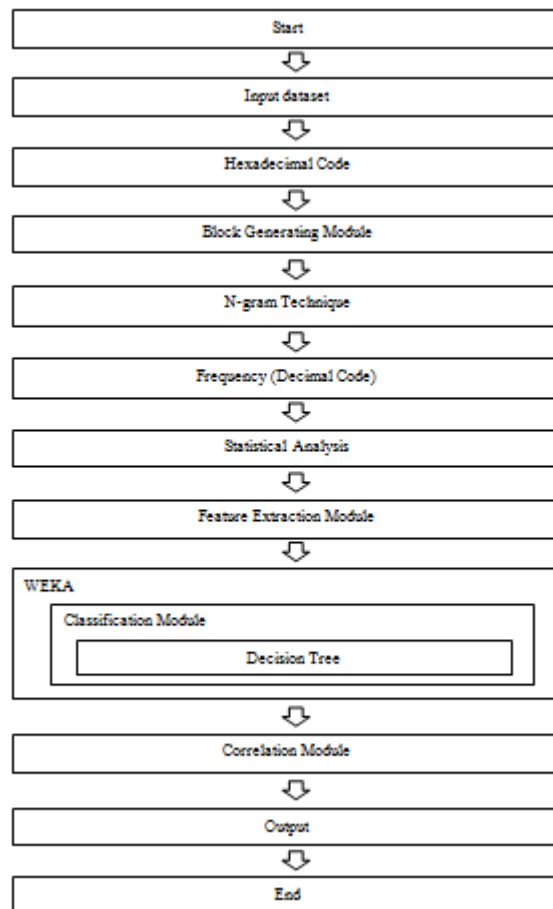 Start
Input dataset
Hexadecimal Code
Block Generating Module
N-gram Technique
Frequency (Decimal Code)
Statistical Analysis
Feature Extraction Module
WEKA
Classification Module
Decision Tree
Correlation Module
Output
End